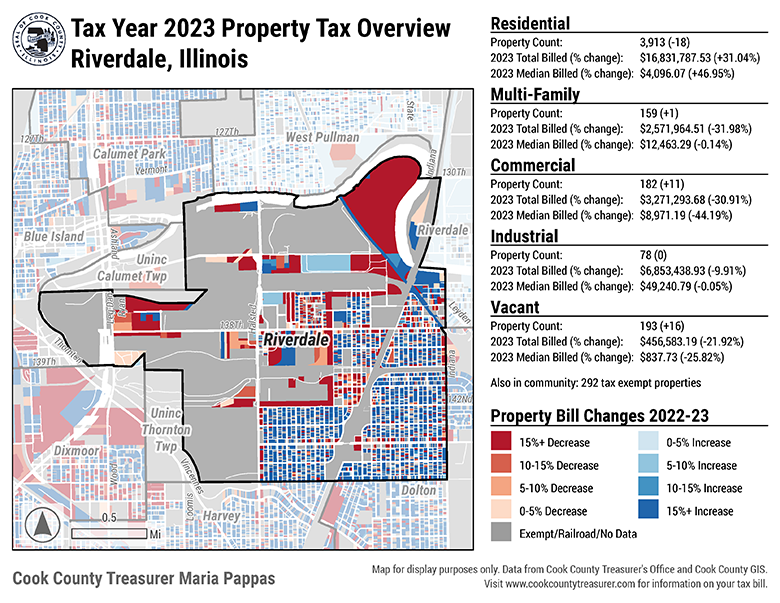 SEAL OF COOK COUNTY
ILLINOIS
Tax Year 2023 Property Tax Overview
Riverdale, Illinois
Residential
Property Count: 3,913 (-18)
2023 Total Billed (% change): $16,831,787.53 (+31.04%)
2023 Median Billed (% change): $4,096.07 (+46.95%)
Multi-Family
Property Count: 159 (+1)
2023 Total Billed (% change): $2,571,964.51 (-31.98%)
2023 Median Billed (% change): $12,463.29 (-0.14%)
Commercial
Property Count: 182 (+11)
2023 Total Billed (% change): $3,271,293.68 (-30.91%)
2023 Median Billed (% change): $8,971.19 (-44.19%)
Industrial
Property Count: 78 (0)
2023 Total Billed (% change): $6,853,438.93 (-9.91%)
2023 Median Billed (% change): $49,240.79 (-0.05%)
Vacant
Property Count: 193 (+16)
2023 Total Billed (% change): $456,583.19 (-21.92%)
2023 Median Billed (% change): $837.73 (-25.82%)
Also in community: 292 tax exempt properties
Property Bill Changes 2022-23
15%+ Decrease
10-15% Decrease
5-10% Decrease
0-5% Decrease
Exempt/Railroad/No Data
0-5% Increase
5-10% Increase
10-15% Increase
15%+ Increase
127Th
127Th
State
West Pullman
Calumet Park
Vermont
Indiana
130Th
Blue Island
Ashland
Riverdale
Uninc
Calumet Twp
Halsted
Leyden
138Th
Riverdale
Thornton
139Th
Indiana
142Nd
Uninc
Thornton
Twp
Dixmoor
Wood
Vincennes
Loomis
Harvey
Dolton
0.5
Mi
Cook County Treasurer Maria Pappas
Map for display purposes only. Data from Cook County Treasurer's Office and Cook County GIS.
Visit www.cookcountytreasurer.com for information on your tax bill.